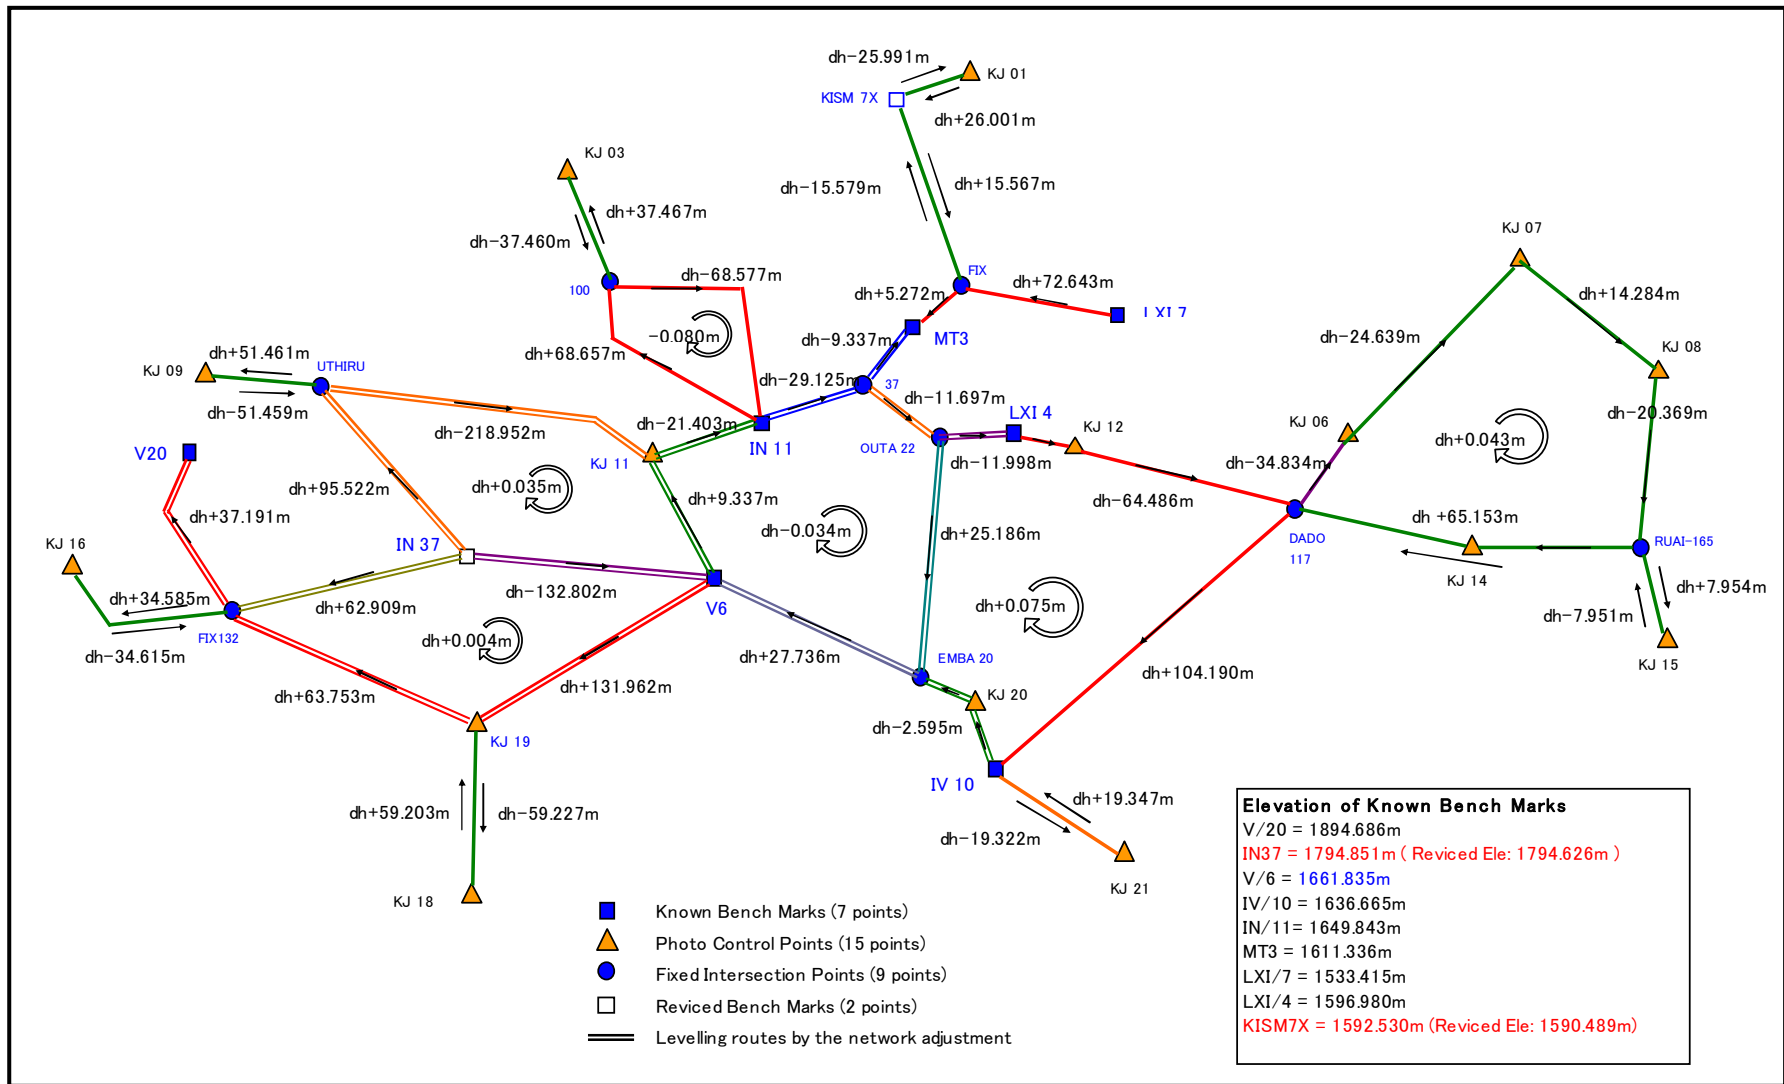 dh−25.991m
KJ 01
KISM 7X
dh+26.001m
KJ 03
dh−15.579m
dh+15.567m
dh+37.467m
dh−37.460m
KJ 07
FIX
dh−68.577m
dh+72.643m
100
dh+5.272m
LXI 7
dh+14.284m
−0.080m
dh−9.337m
MT3
dh−24.639m
dh+51.461m
dh+68.657m
KJ 08
UTHIRU
KJ 09
dh−29.125m
37
dh−11.697m
dh−51.459m
dh−20.369m
dh−218.952m
dh−21.403m
LXI 4
KJ 12
KJ 06
dh+0.043m
V20
IN 11
OUTA 22
KJ 11
dh−11.998m
dh−34.834m
dh+95.522m
dh+0.035m
dh+9.337m
dh−64.486m
dh+37.191m
dh−0.034m
dh +65.153m
KJ 16
IN 37
dh+25.186m
DADO
117
RUAI-165
KJ 14
dh−132.802m
dh+34.585m
dh+62.909m
V6
dh+0.075m
dh+7.954m
dh−7.951m
FIX132
dh+0.004m
dh−34.615m
dh+27.736m
EMBA 20
KJ 15
dh+63.753m
dh+131.962m
dh+104.190m
KJ 20
dh−2.595m
KJ 19
IV 10
dh+59.203m
dh−59.227m
dh+19.347m
dh−19.322m
KJ 21
KJ 18
Known Bench Marks (7 points)
Photo Control Points (15 points)
Fixed Intersection Points (9 points)
Reviced Bench Marks (2 points)
Levelling routes by the network adjustment
Elevation of Known Bench Marks
V/20 = 1894.686m
IN37 = 1794.851m ( Reviced Ele: 1794.626m )
V/6 = 1661.835m
IV/10 = 1636.665m
IN/11= 1649.843m
MT3 = 1611.336m
LXI/7 = 1533.415m
LXI/4 = 1596.980m
KISM7X = 1592.530m (Reviced Ele: 1590.489m)